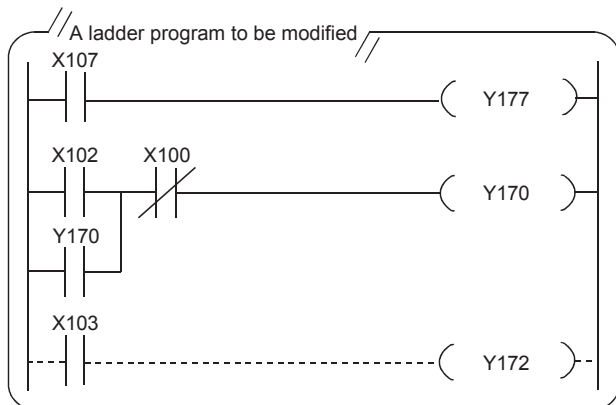 A ladder program to be modified
X107
Y177
X102 X100
Y170
Y170
X103
Y172